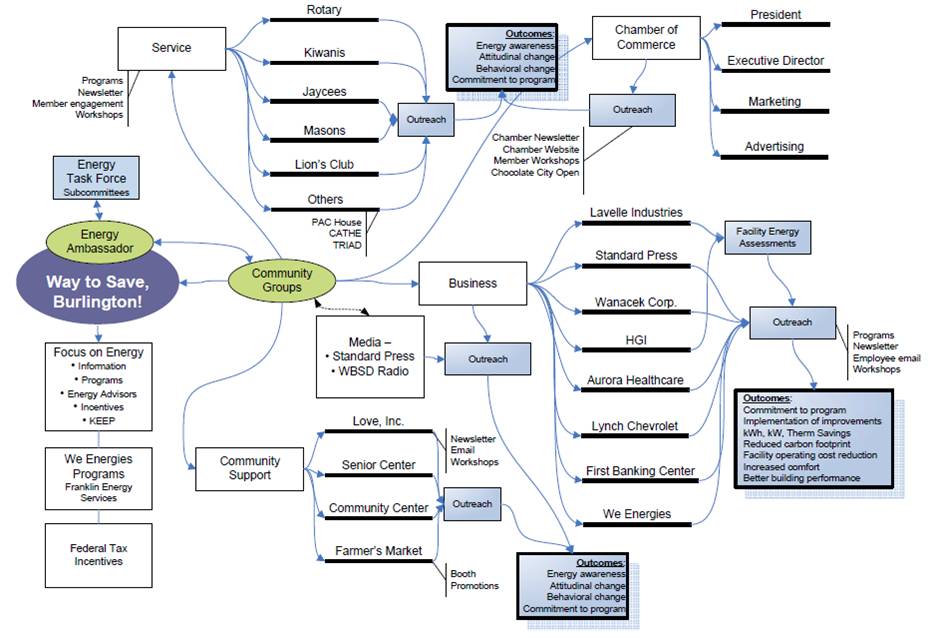 Service
Programs
Newsletter
Member engagement
Workshops
Rotary
Kiwanis
Jaycees
Masons
Lion's Club
Others
PAC House
CATHE
TRIAD
Outreach
Outcomes:
Energy awareness
Attitudinal change
Behavioral change
Commitment to program
Chamber of
Commerce
Outreach
Chamber Newsletter
Chamber Website
Member Workshops
Chocolate City Open
President
Executive Director
Marketing
Advertising
Energy
Task Force
Subcommittees
Energy
Ambassador
Way to Save,
Burlington!
Community
Groups
Focus on Energy
• Information
• Programs
• Energy Advisors
• Incentives
• KEEP
We Energies
Programs
Franklin Energy
Services
Federal Tax
Incentives
Media –
• Standard Press
• WBSD Radio
Business
Outreach
Lavelle Industries
Standard Press
Wanacek Corp.
HGI
Aurora Healthcare
Lynch Chevrolet
First Banking Center
We Energies
Facility Energy
Assessments
Outreach
Programs
Newsletter
Employee email
Workshops
Outcomes:
Commitment to program
Implementation of improvements
kWh, kW, Therm Savings
Reduced carbon footprint
Facility operating cost reduction
Increased comfort
Better building performance
Community
Support
Love, Inc.
Senior Center
Community Center
Farmer's Market
Newsletter
Email
Workshops
Outreach
Booth
Promotions
Outcomes:
Energy awareness
Attitudinal change
Behavioral change
Commitment to program